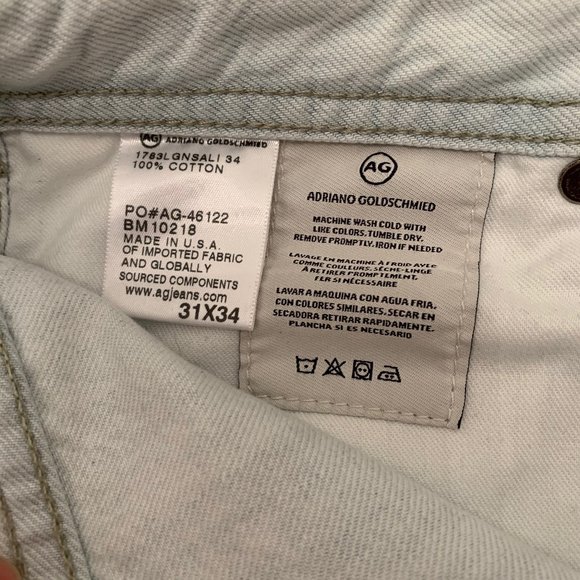 AG ADRIANO GOLDSCHMIED
1783LGNSALI 34
100% COTTON
PO#AG-46122
BM 10218
MADE IN U.S.A.
OF IMPORTED FABRIC
AND GLOBALLY
SOURCED COMPONENTS
www.agjeans.com
31X34
AG
ADRIANO GOLDSCHMIED
MACHINE WASH COLD WITH
LIKE COLORS. TUMBLE DRY.
REMOVE PROMPTLY. IRON IF NEEDED
LAVAGE EN MACHINE À FROID AVEC
COMME COULEURS. SÈCHE-LINGE
À RETIRER PROMPTEMENT.
FER SI NÉCESSAIRE
LAVAR A MAQUINA CON AGUA FRIA.
CON COLORES SIMILARES. SECAR EN
SECADORA RETIRAR RAPIDAMENTE.
PLANCHA SI ES NECESARIO